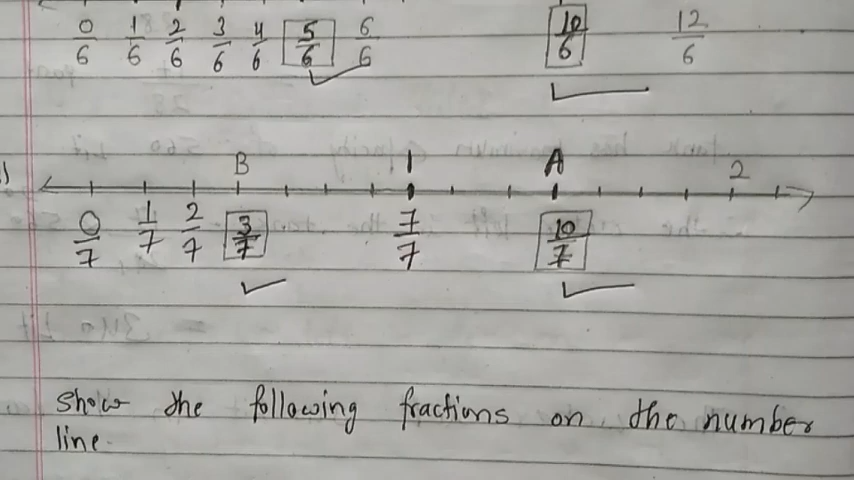 0/6 1/6 2/6 3/6 4/6 5/6 6/6 10/6 12/6
B 1 A 2
0/7 1/7 2/7 3/7 7/7 10/7
show the following fractions on the number
line.